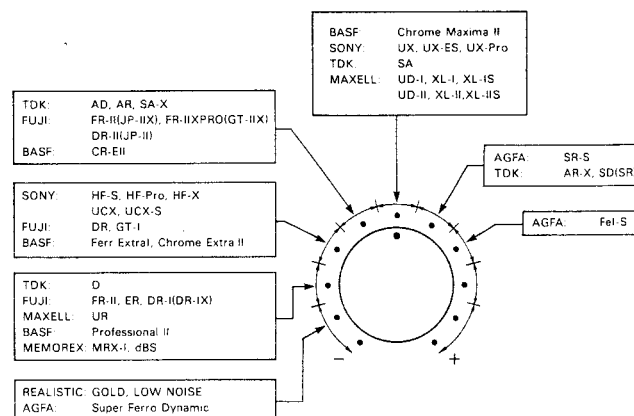 BASF: Chrome Maxima II
SONY: UX, UX-ES, UX-Pro
TDK: SA
MAXELL: UD-I, XL-I, XL-IS
UD-II, XL-II, XL-IIS
TDK: AD, AR, SA-X
FUJI: FR-II(JP-IIX), FR-IIXPRO(GT-IIX)
DR-II(JP-II)
BASF: CR-EII
AGFA: SR-S
TDK: AR-X, SD(SR
SONY: HF-S, HF-Pro, HF-X
UCX, UCX-S
FUJI: DR, GT-I
BASF: Ferr ExtraI, Chrome Extra II
AGFA: FeI-S
TDK: D
FUJI: FR-II, ER, DR-I(DR-IX)
MAXELL: UR
BASF: Professional II
MEMOREX: MRX-I, dBS
− +
REALISTIC: GOLD, LOW NOISE
AGFA: Super Ferro Dynamic